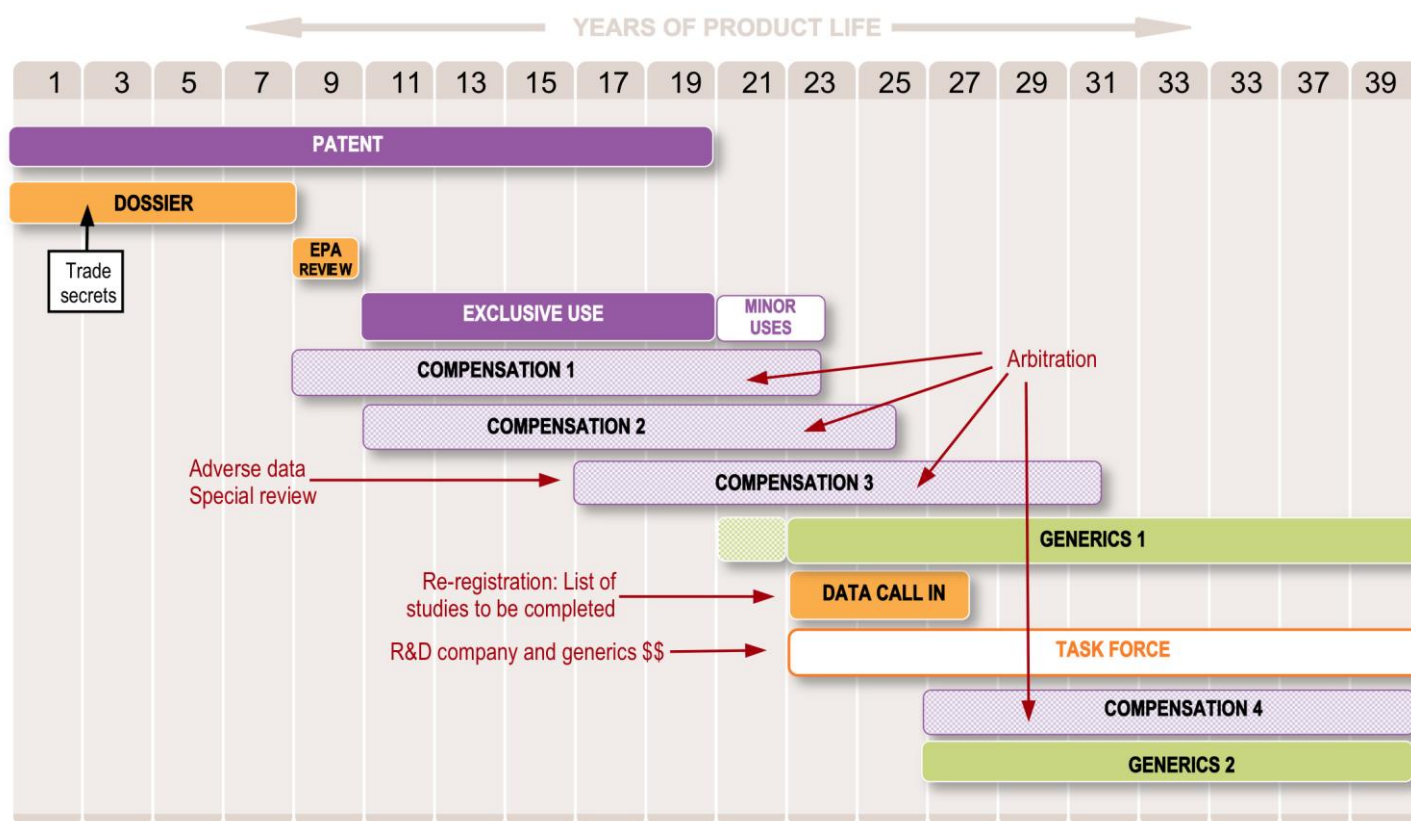 YEARS OF PRODUCT LIFE
1 3 5 7 9 11 13 15 17 19 21 23 25 27 29 31 33 33 37 39
PATENT
DOSSIER
Trade
secrets
EPA
REVIEW
EXCLUSIVE USE
MINOR
USES
COMPENSATION 1
Arbitration
COMPENSATION 2
Adverse data
Special review
COMPENSATION 3
GENERICS 1
Re-registration: List of
studies to be completed
DATA CALL IN
R&D company and generics $$
TASK FORCE
COMPENSATION 4
GENERICS 2